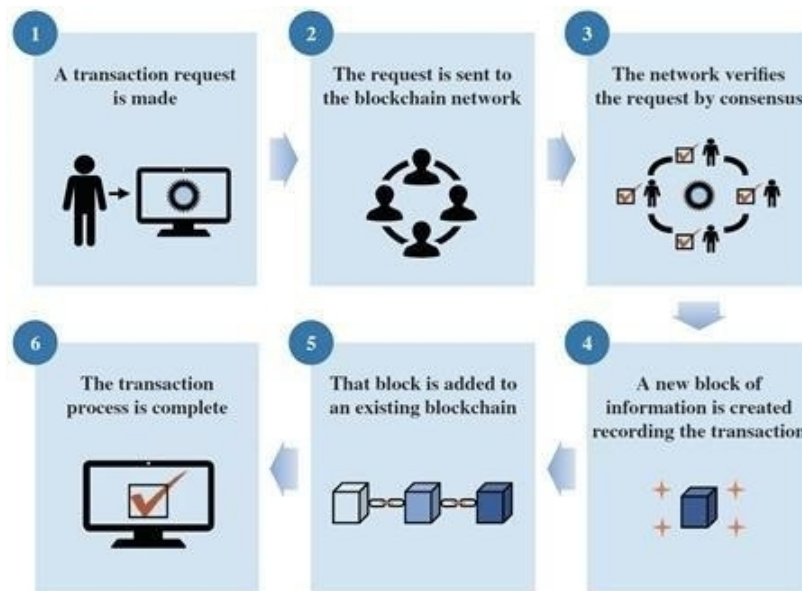 1
A transaction request
is made
2
The request is sent to
the blockchain network
3
The network verifies
the request by consensus
4
A new block of
information is created
recording the transaction
5
That block is added to
an existing blockchain
6
The transaction
process is complete